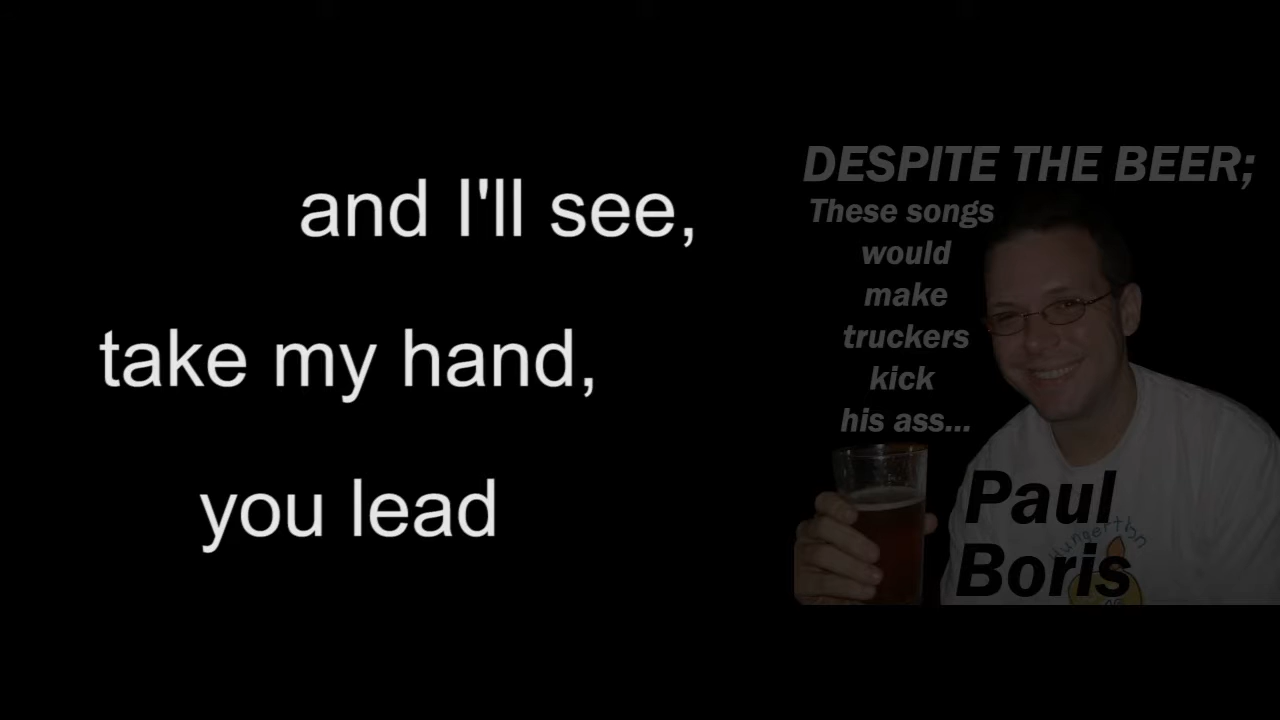 and I'll see,
take my hand,
you lead
DESPITE THE BEER;
These songs
would
make
truckers
kick
his ass...
Paul
Boris
Hungerthon